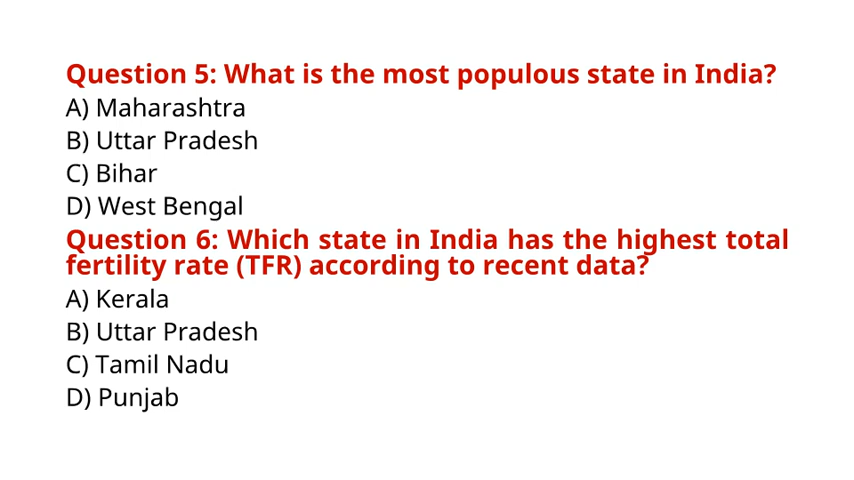 Question 5: What is the most populous state in India?
A) Maharashtra
B) Uttar Pradesh
C) Bihar
D) West Bengal
Question 6: Which state in India has the highest total
fertility rate (TFR) according to recent data?
A) Kerala
B) Uttar Pradesh
C) Tamil Nadu
D) Punjab